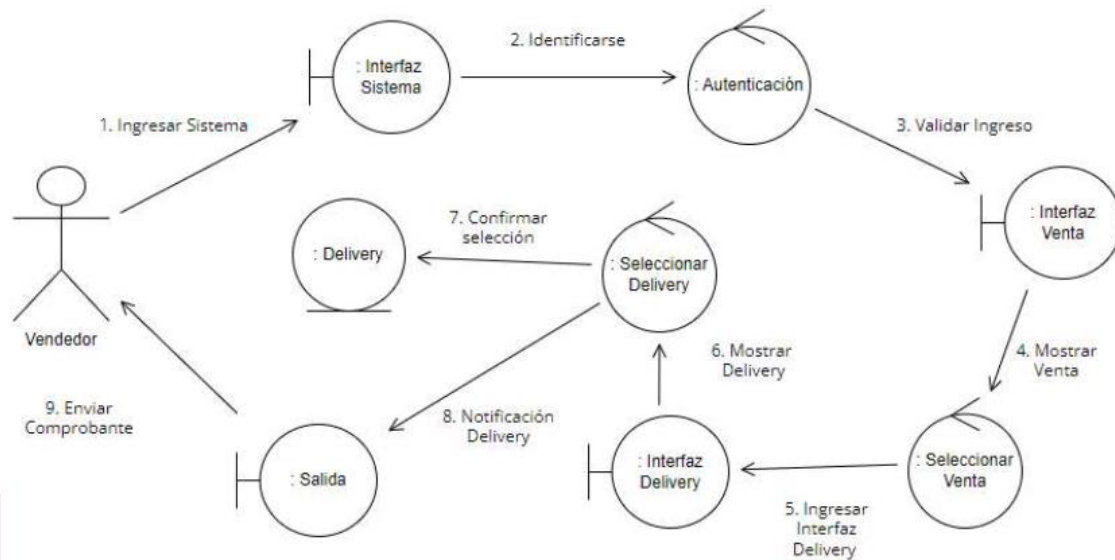 2. Identificarse
: Interfaz
Sistema
: Autenticación
1. Ingresar Sistema
3. Validar Ingreso
: Interfaz
Venta
7. Confirmar
selección
: Delivery
: Seleccionar
Delivery
Vendedor
6. Mostrar
Delivery
4. Mostrar
Venta
9. Enviar
Comprobante
8. Notificación
Delivery
: Salida
: Interfaz
Delivery
: Seleccionar
Venta
5. Ingresar
Interfaz
Delivery